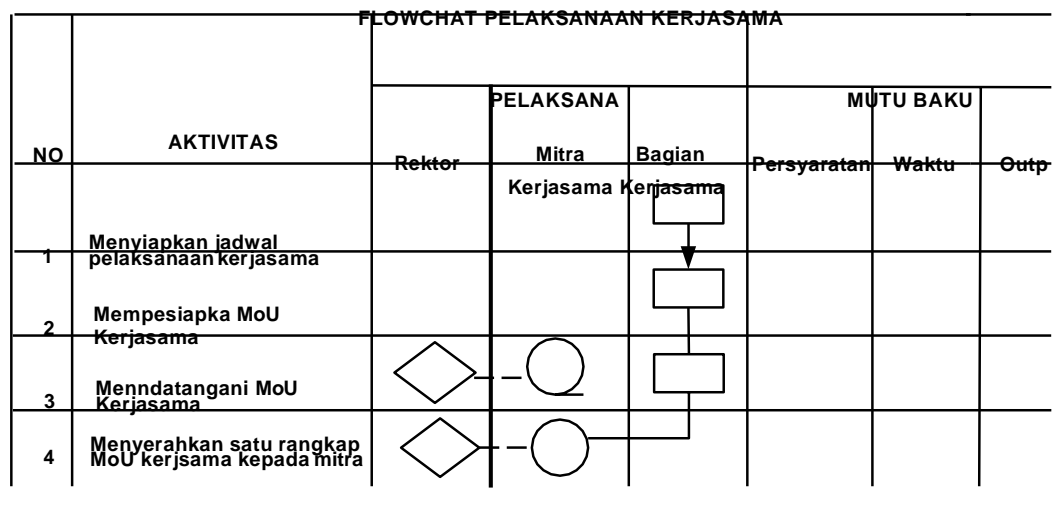 FLOWCHAT PELAKSANAAN KERJASAMA
NO
AKTIVITAS
PELAKSANA
MUTU BAKU
Rektor
Mitra
Kerjasama
Bagian
Kerjasama
Persyaratan
Waktu
Outp
1
Menyiapkan jadwal
pelaksanaan kerjasama
2
Mempesiapka MoU
Kerjasama
3
Menndatangani MoU
Kerjasama
4
Menyerahkan satu rangkap
MoU kerjsama kepada mitra